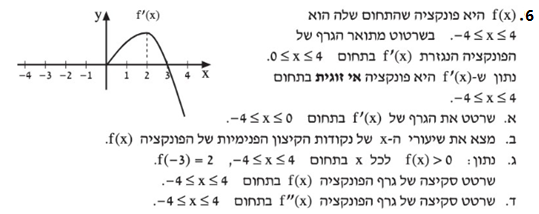 6. f(x) היא פונקציה שהתחום שלה הוא
−4 ≤ x ≤ 4. בשרטוט מתואר הגרף של
הפונקציה הנגזרת f'(x) בתחום 0 ≤ x ≤ 4.
נתון ש-f'(x) היא פונקציה אי זוגית בתחום
−4 ≤ x ≤ 4.
א. שרטט את הגרף של f'(x) בתחום −4 ≤ x ≤ 0.
ב. מצא את שיעורי ה-x של נקודות הקיצון הפנימיות של הפונקציה f(x).
ג. נתון: f(x) > 0 לכל x בתחום −4 ≤ x ≤ 4, f(−3) = 2.
שרטט סקיצה של גרף הפונקציה f(x) בתחום −4 ≤ x ≤ 4.
ד. שרטט סקיצה של גרף הפונקציה f''(x) בתחום −4 ≤ x ≤ 4.
y
f'(x)
−4 −3 −2 −1 0 1 2 3 4 x